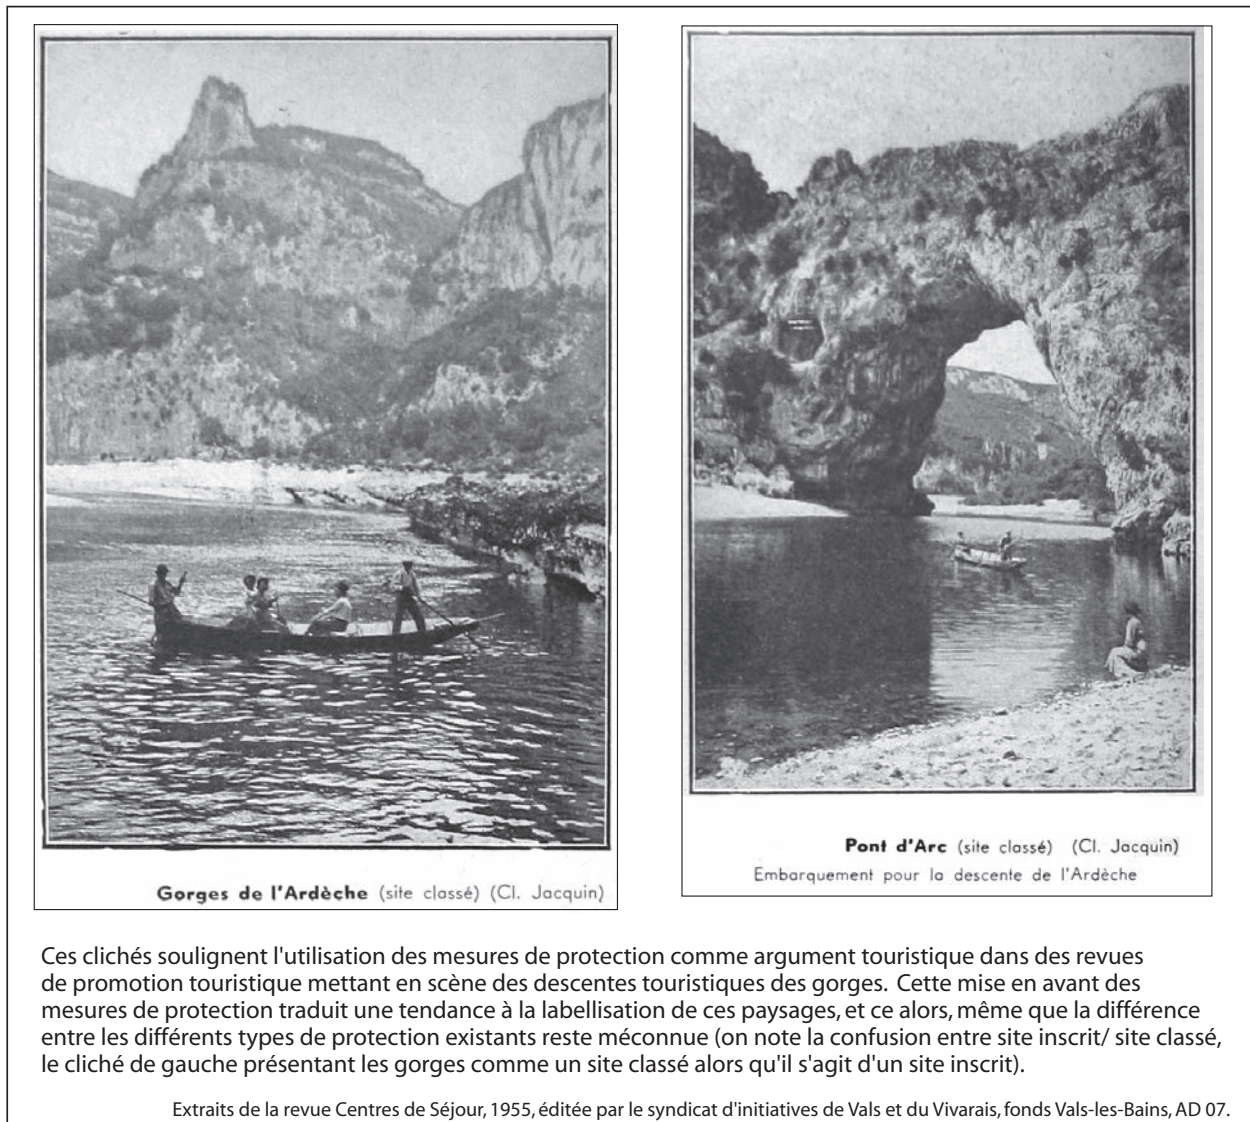 Gorges de l'Ardèche (site classé) (Cl. Jacquin)
Pont d'Arc (site classé) (Cl. Jacquin)
Embarquement pour la descente de l'Ardèche
Ces clichés soulignent l'utilisation des mesures de protection comme argument touristique dans des revues
de promotion touristique mettant en scène des descentes touristiques des gorges. Cette mise en avant des
mesures de protection traduit une tendance à la labellisation de ces paysages, et ce alors, même que la différence
entre les différents types de protection existants reste méconnue (on note la confusion entre site inscrit/ site classé,
le cliché de gauche présentant les gorges comme un site classé alors qu'il s'agit d'un site inscrit).
Extraits de la revue Centres de Séjour, 1955, éditée par le syndicat d'initiatives de Vals et du Vivarais, fonds Vals-les-Bains, AD 07.